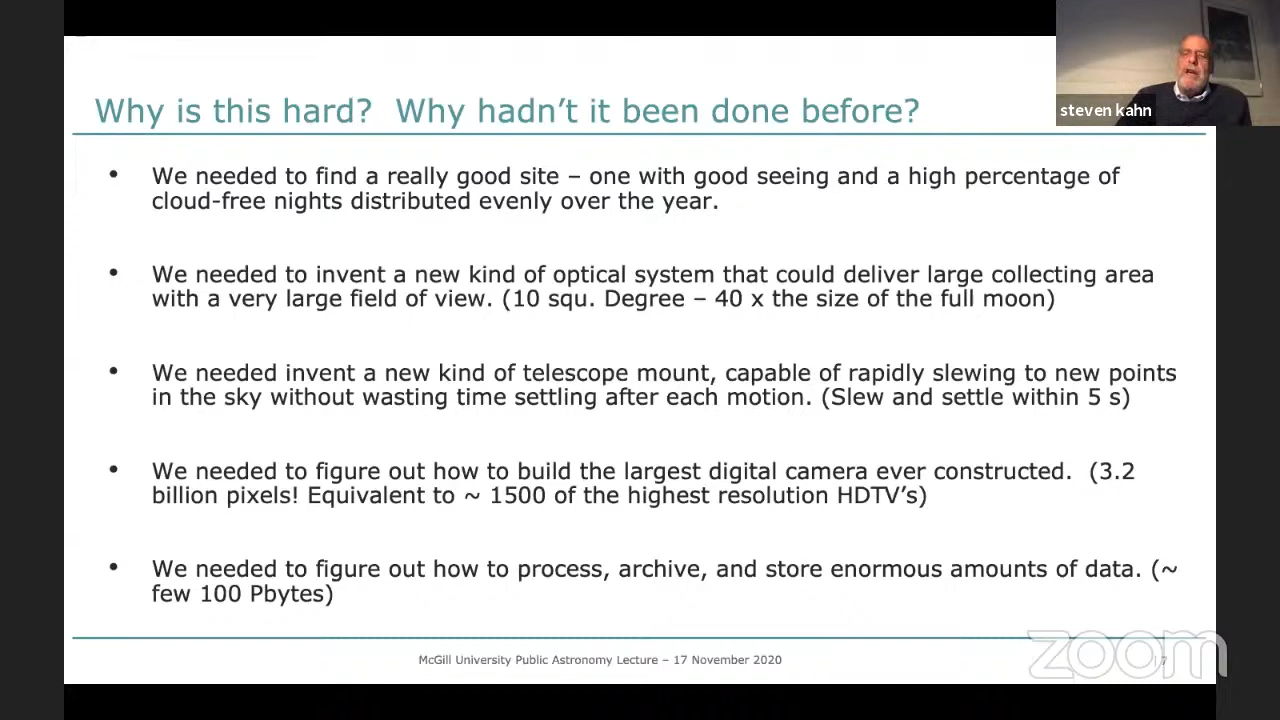 steven kahn
Why is this hard?  Why hadn't it been done before?
• We needed to find a really good site – one with good seeing and a high percentage of
cloud-free nights distributed evenly over the year.
• We needed to invent a new kind of optical system that could deliver large collecting area
with a very large field of view. (10 squ. Degree – 40 x the size of the full moon)
• We needed invent a new kind of telescope mount, capable of rapidly slewing to new points
in the sky without wasting time settling after each motion. (Slew and settle within 5 s)
• We needed to figure out how to build the largest digital camera ever constructed.  (3.2
billion pixels! Equivalent to ~ 1500 of the highest resolution HDTV's)
• We needed to figure out how to process, archive, and store enormous amounts of data. (~
few 100 Pbytes)
McGill University Public Astronomy Lecture – 17 November 2020
zoom